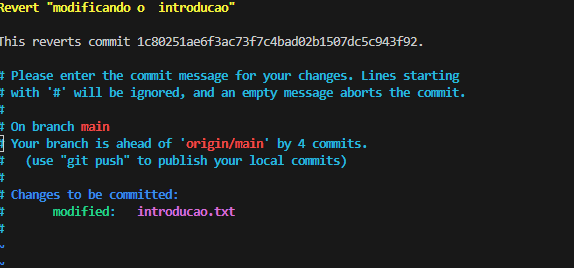 Revert "modificando o  introducao"
This reverts commit 1c80251ae6f3ac73f7c4bad02b1507dc5c943f92.
# Please enter the commit message for your changes. Lines starting
# with '#' will be ignored, and an empty message aborts the commit.
#
# On branch main
# Your branch is ahead of 'origin/main' by 4 commits.
#   (use "git push" to publish your local commits)
#
# Changes to be committed:
#       modified:   introducao.txt
#
~
~